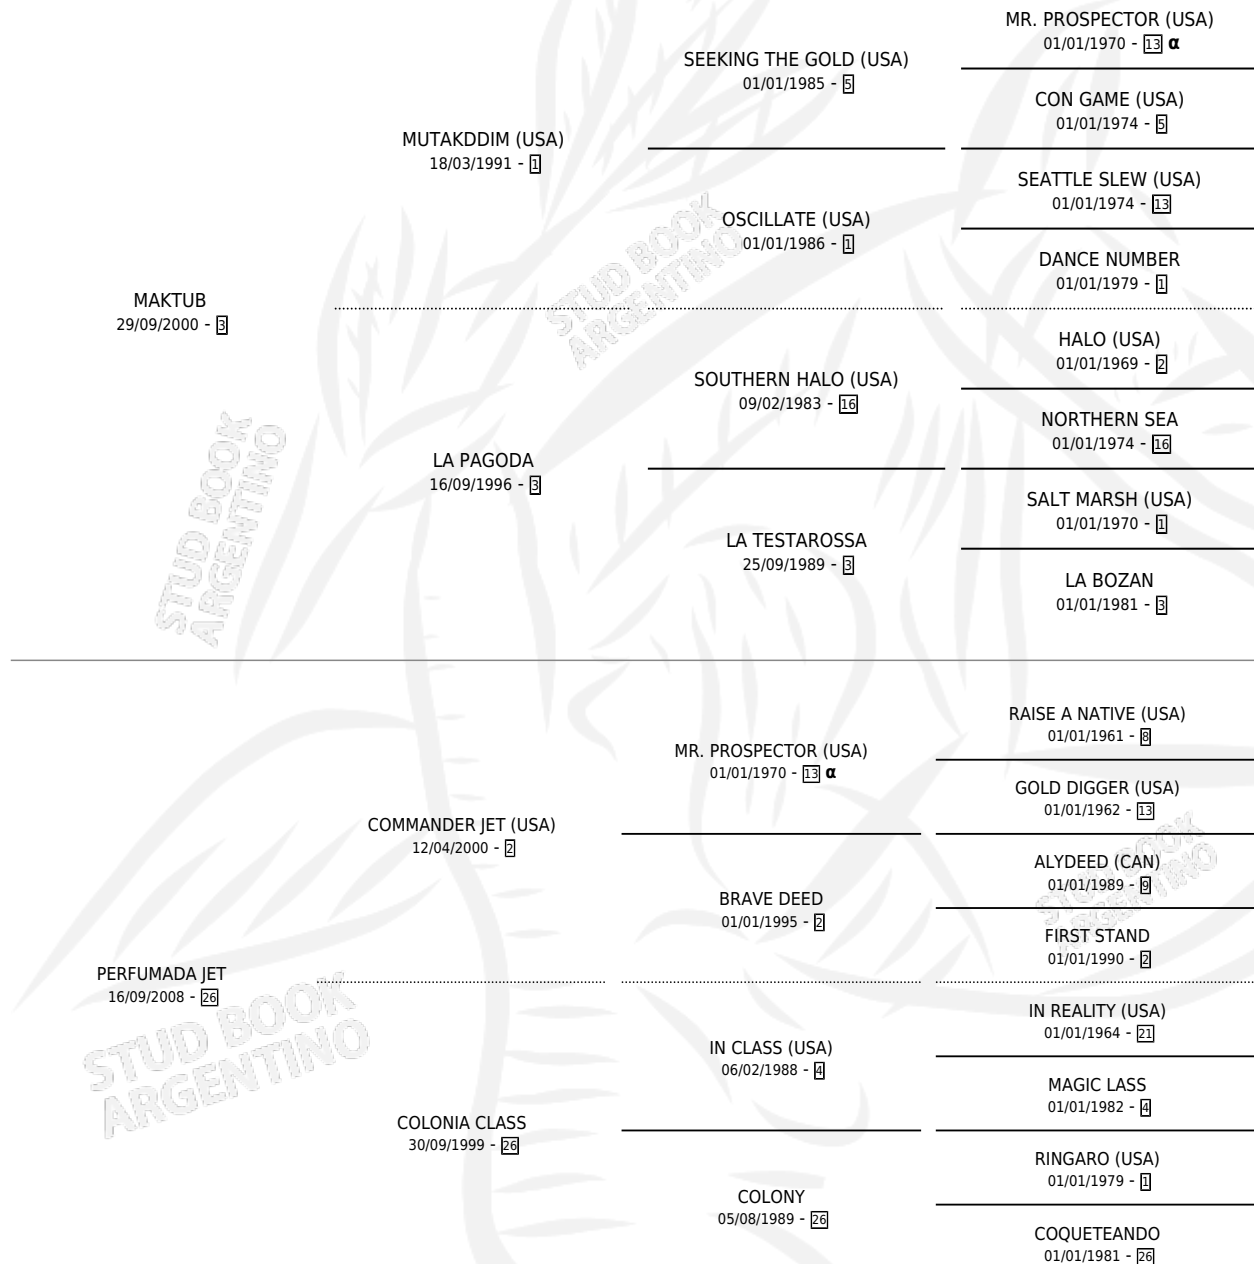 MR. PROSPECTOR (USA)
01/01/1970 - 13 α
SEEKING THE GOLD (USA)
01/01/1985 - 5
CON GAME (USA)
01/01/1974 - 5
MUTAKDDIM (USA)
18/03/1991 - 1
SEATTLE SLEW (USA)
01/01/1974 - 13
OSCILLATE (USA)
01/01/1986 - 1
DANCE NUMBER
01/01/1979 - 1
MAKTUB
29/09/2000 - 3
HALO (USA)
01/01/1969 - 2
SOUTHERN HALO (USA)
09/02/1983 - 16
NORTHERN SEA
01/01/1974 - 16
LA PAGODA
16/09/1996 - 3
SALT MARSH (USA)
01/01/1970 - 1
LA TESTAROSSA
25/09/1989 - 3
LA BOZAN
01/01/1981 - 3
RAISE A NATIVE (USA)
01/01/1961 - 8
MR. PROSPECTOR (USA)
01/01/1970 - 13 α
GOLD DIGGER (USA)
01/01/1962 - 13
COMMANDER JET (USA)
12/04/2000 - 2
ALYDEED (CAN)
01/01/1989 - 9
BRAVE DEED
01/01/1995 - 2
FIRST STAND
01/01/1990 - 2
PERFUMADA JET
16/09/2008 - 26
IN REALITY (USA)
01/01/1964 - 21
IN CLASS (USA)
06/02/1988 - 4
MAGIC LASS
01/01/1982 - 4
COLONIA CLASS
30/09/1999 - 26
RINGARO (USA)
01/01/1979 - 1
COLONY
05/08/1989 - 26
COQUETEANDO
01/01/1981 - 26
STUD BOOK
ARGENTINO
STUD BOOK
ARGENTINO
STUD BOOK
ARGENTINO
STUD BOOK
ARGENTINO